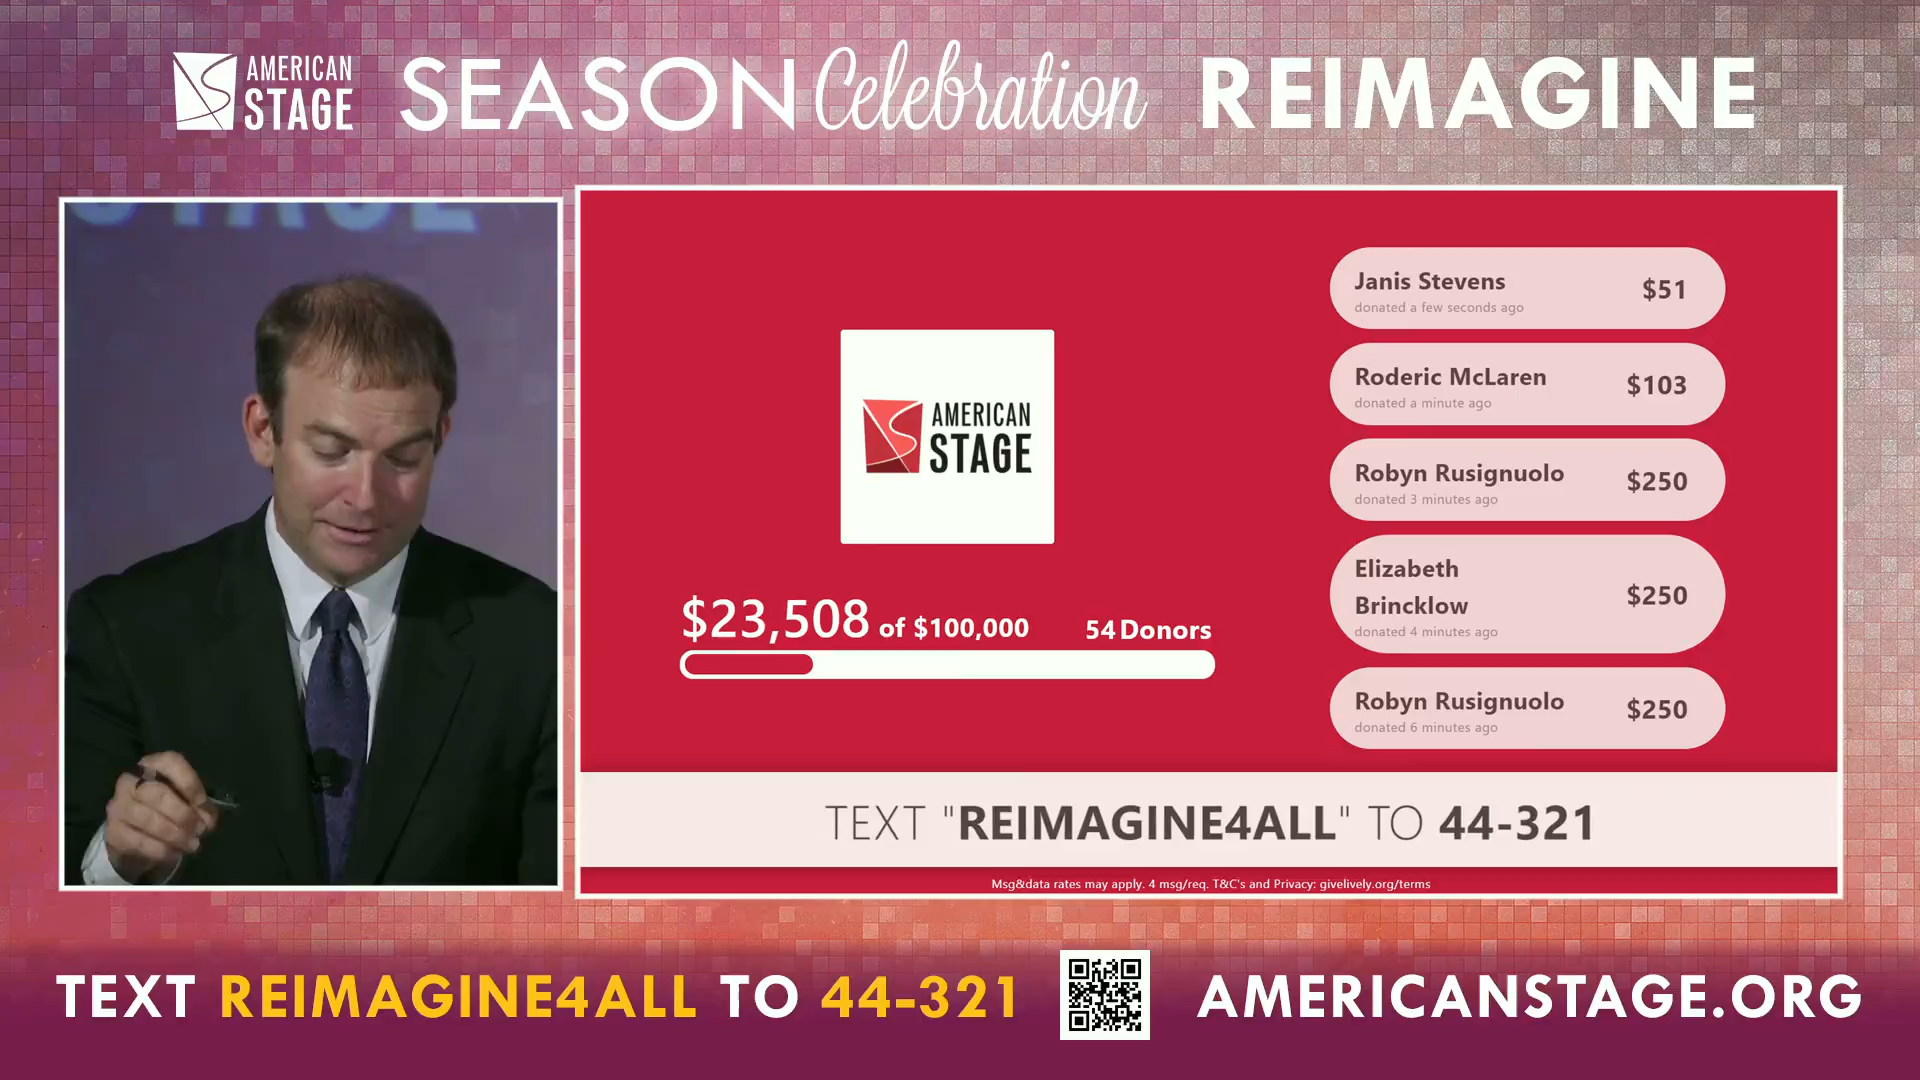 AMERICAN
STAGE
SEASON Celebration REIMAGINE
STAGE
AMERICAN
STAGE
$23,508 of $100,000 54 Donors
Janis Stevens
donated a few seconds ago
$51
Roderic McLaren
donated a minute ago
$103
Robyn Rusignuolo
donated 3 minutes ago
$250
Elizabeth
Brincklow
donated 4 minutes ago
$250
Robyn Rusignuolo
donated 6 minutes ago
$250
TEXT "REIMAGINE4ALL" TO 44-321
Msg&data rates may apply. 4 msg/req. T&C's and Privacy: givelively.org/terms
TEXT REIMAGINE4ALL TO 44-321
AMERICANSTAGE.ORG